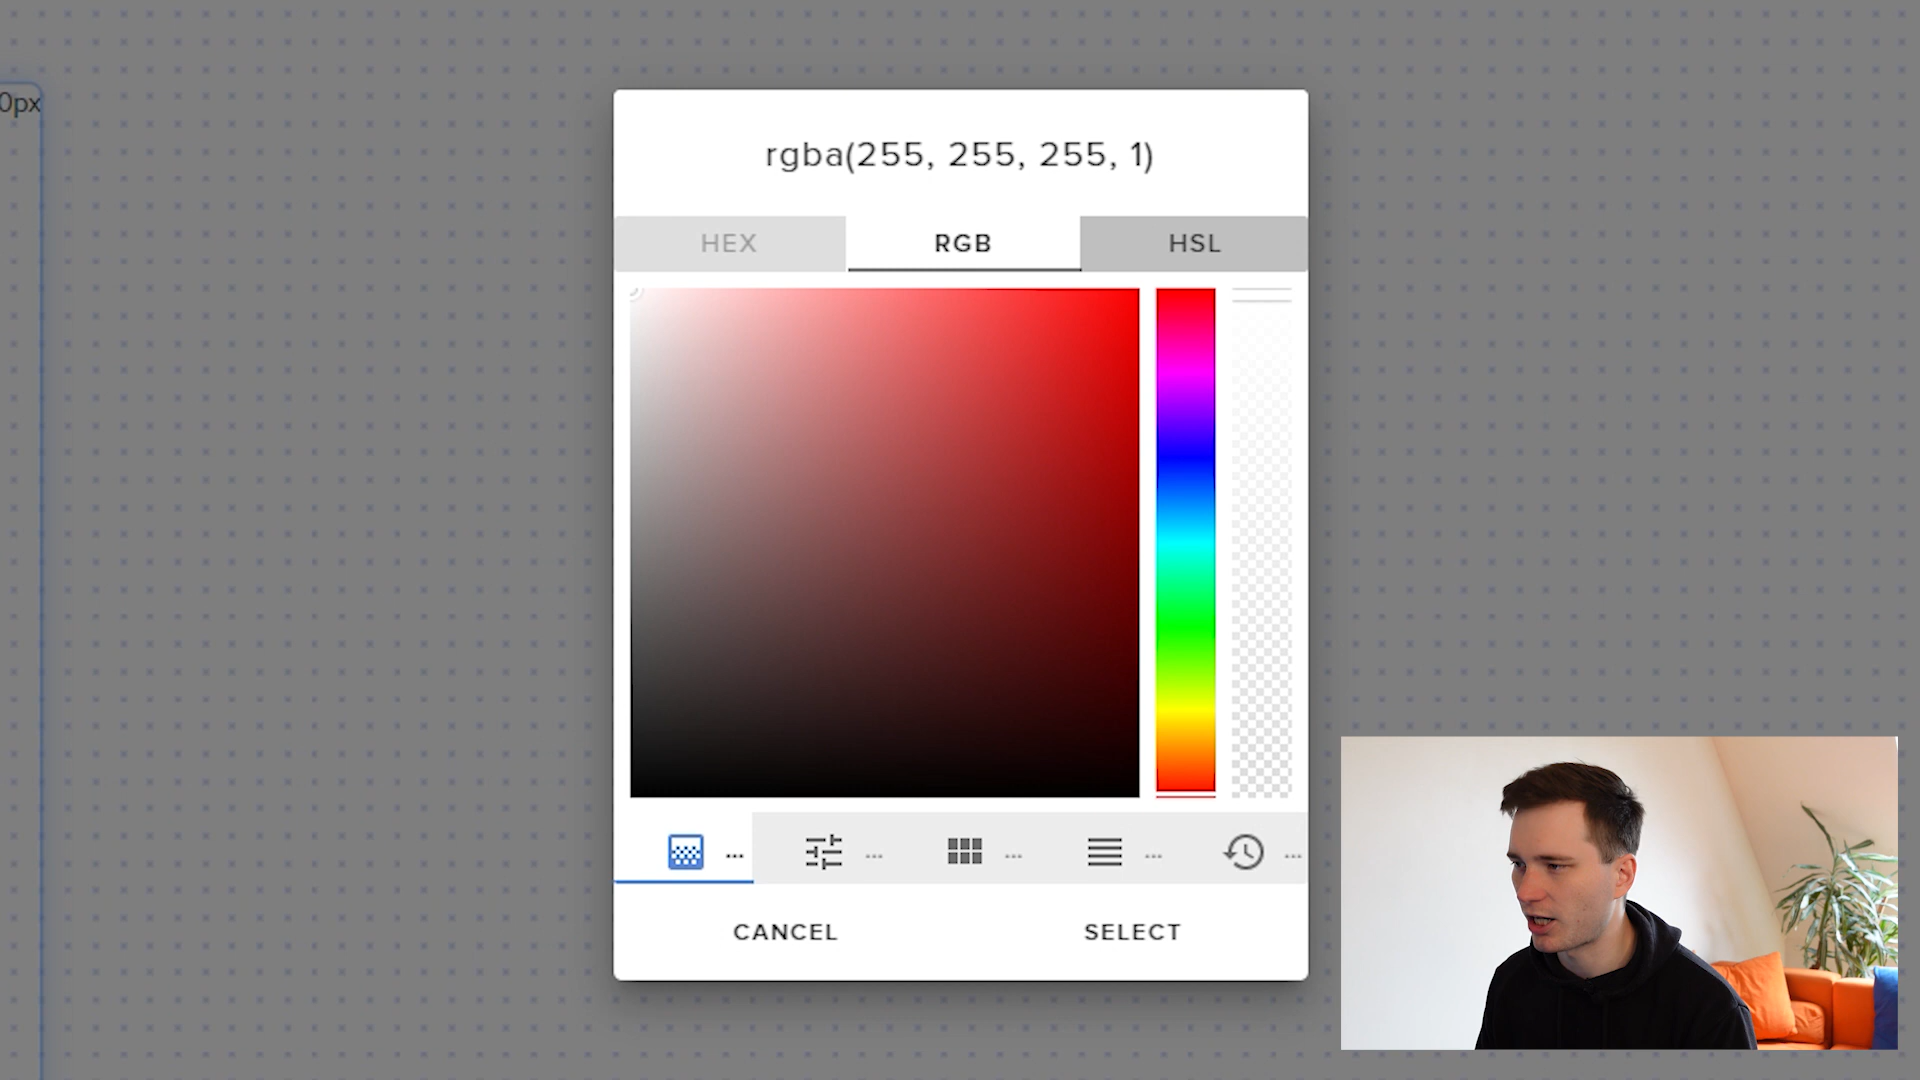 0px
rgba(255, 255, 255, 1)
HEX RGB HSL
... ... ... ... ...
CANCEL SELECT